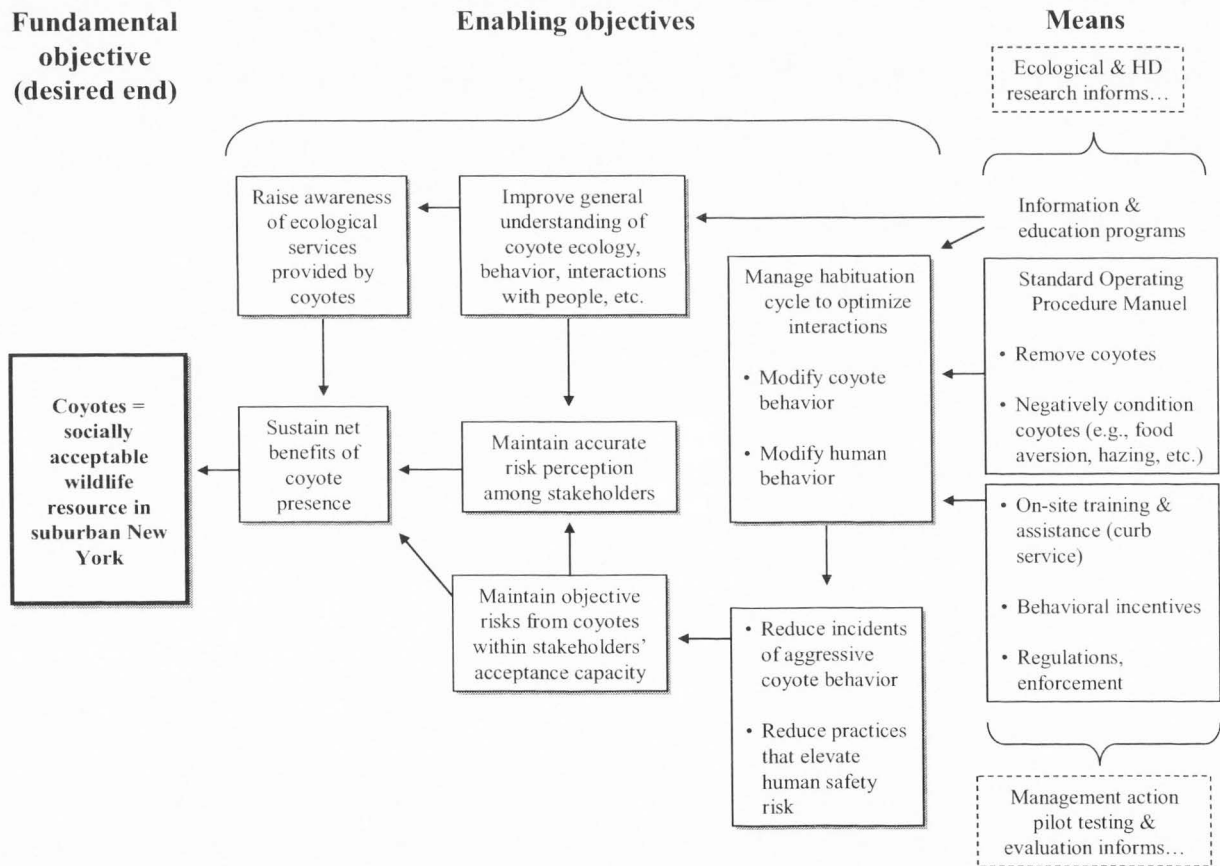 Fundamental
objective
(desired end)
Enabling objectives
Means
Ecological & HD
research informs…
Raise awareness
of ecological
services
provided by
coyotes
Improve general
understanding of
coyote ecology,
behavior, interactions
with people, etc.
Information &
education programs
Manage habituation
cycle to optimize
interactions
• Modify coyote
behavior
• Modify human
behavior
Standard Operating
Procedure Manuel
• Remove coyotes
• Negatively condition
coyotes (e.g., food
aversion, hazing, etc.)
Coyotes =
socially
acceptable
wildlife
resource in
suburban New
York
Sustain net
benefits of
coyote
presence
Maintain accurate
risk perception
among stakeholders
• On-site training &
assistance (curb
service)
• Behavioral incentives
• Regulations,
enforcement
Maintain objective
risks from coyotes
within stakeholders’
acceptance capacity
• Reduce incidents
of aggressive
coyote behavior
• Reduce practices
that elevate
human safety
risk
Management action
pilot testing &
evaluation informs…